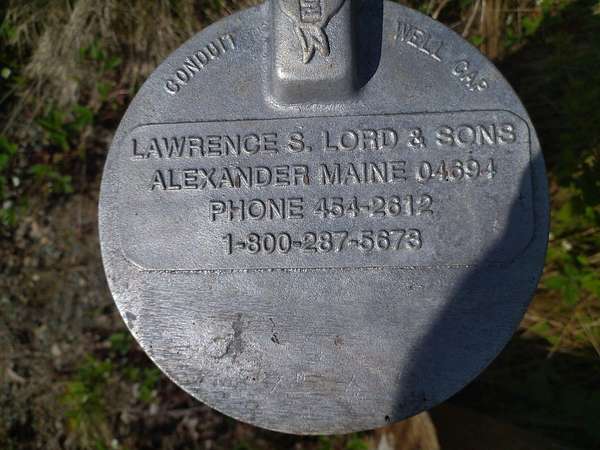 CONDUIT WELL CAP
LAWRENCE S. LORD & SONS
ALEXANDER MAINE 04694
PHONE 454-2612
1-800-287-5673